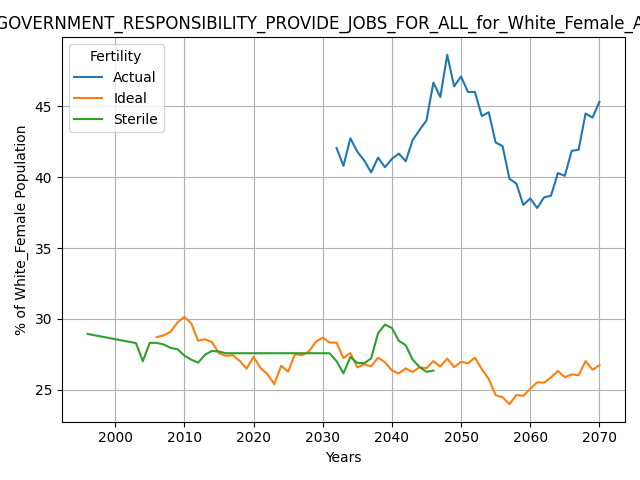 GOVERNMENT_RESPONSIBILITY_PROVIDE_JOBS_FOR_ALL_for_White_Female_A
Fertility
Actual
Ideal
Sterile
% of White_Female Population
45
40
35
30
25
2000 2010 2020 2030 2040 2050 2060 2070
Years